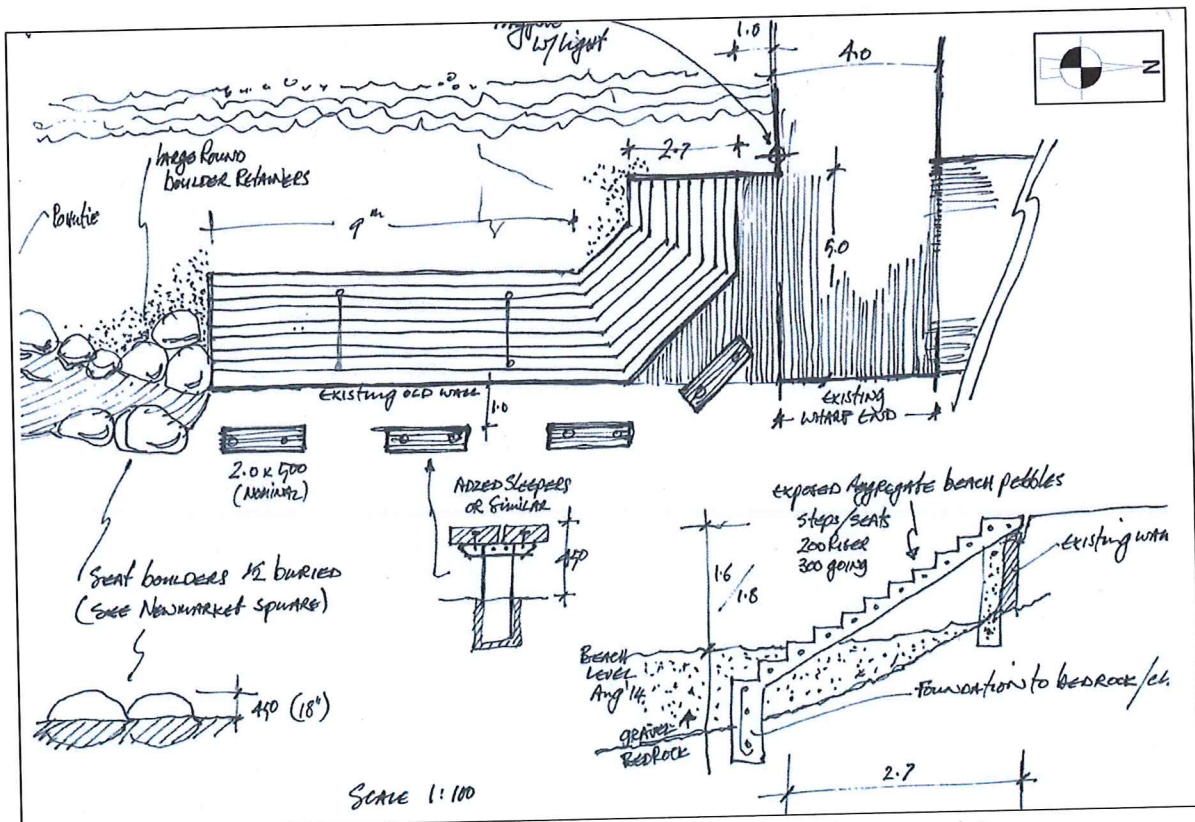 W/Light
1.0
4.0
N
2.7
Large Round
Boulder Retainers
9m
5.0
Existing old wall
1.0
Existing
Wharf End
2.0 x 500
(Nominal)
Adzed Sleepers
or Similar
450
Exposed Aggregate beach pebbles
Steps/Seats
200 Riser
300 going
Existing wall
1.6
/1.8
Seat boulders ½ buried
(See Newmarket Square)
Beach
Level
Aug '14
Gravel
Bedrock
Foundation to Bedrock/
450 (18")
2.7
Scale 1:100